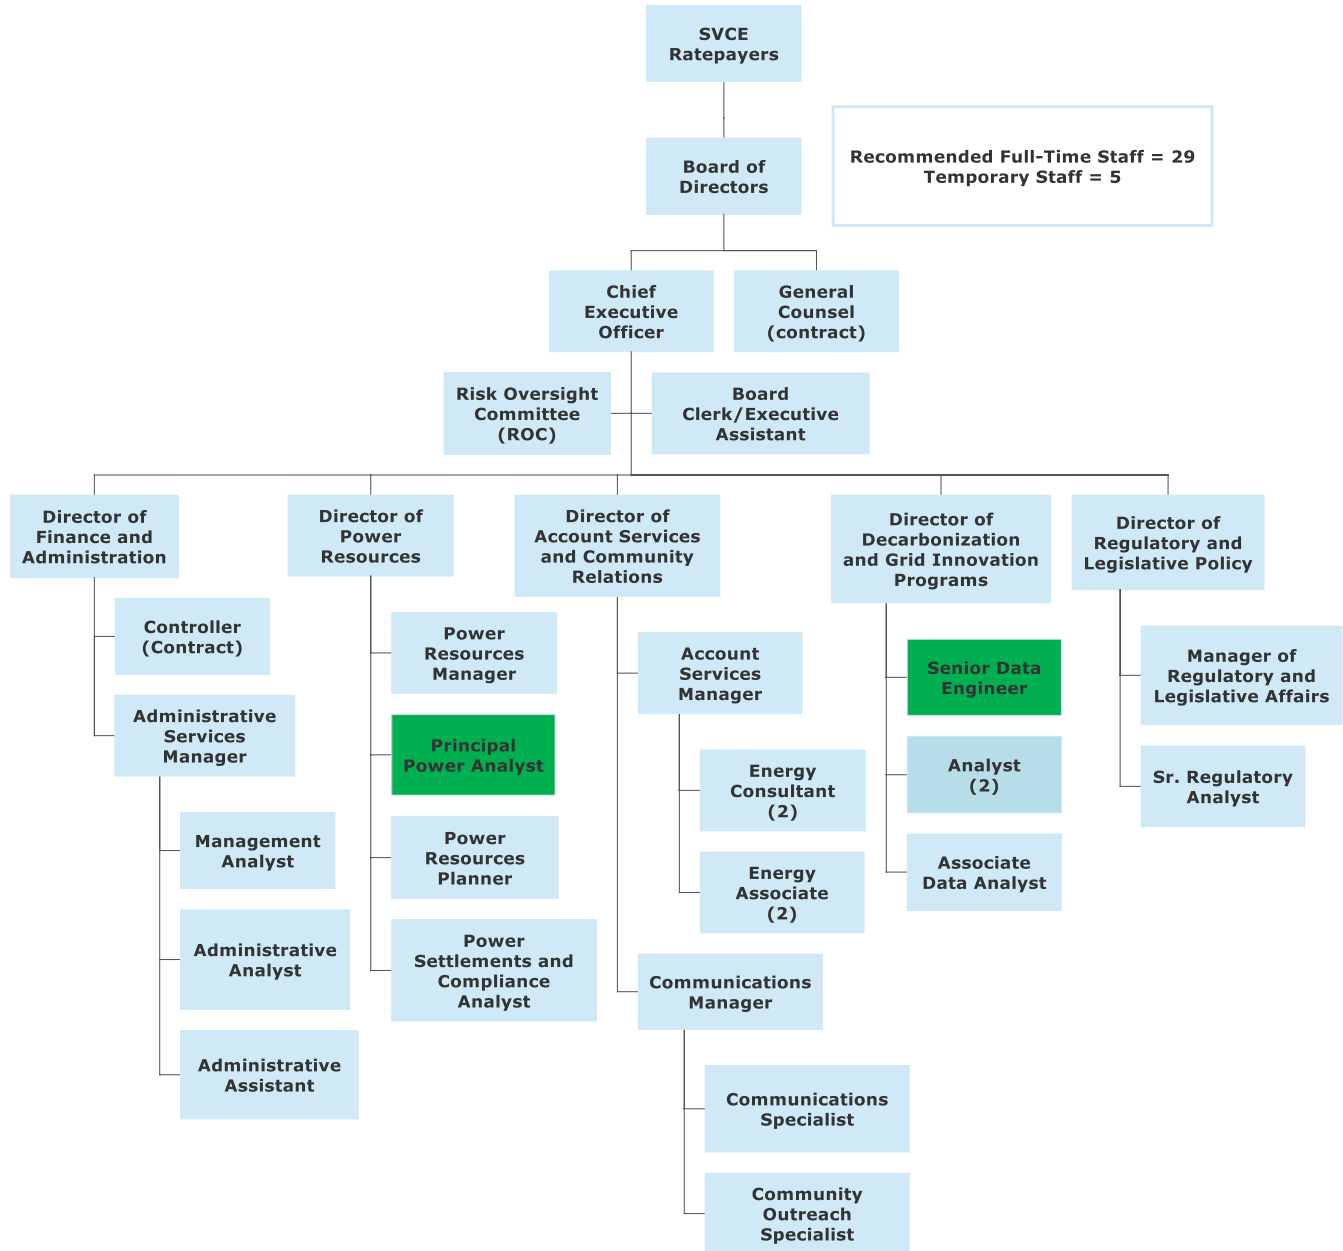 SVCE
Ratepayers
Recommended Full-Time Staff = 29
Temporary Staff = 5
Board of
Directors
Chief
Executive
Officer
General
Counsel
(contract)
Risk Oversight
Committee
(ROC)
Board
Clerk/Executive
Assistant
Director of
Finance and
Administration
Controller
(Contract)
Administrative
Services
Manager
Management
Analyst
Administrative
Analyst
Administrative
Assistant
Director of
Power
Resources
Power
Resources
Manager
Principal
Power Analyst
Power
Resources
Planner
Power
Settlements and
Compliance
Analyst
Director of
Account Services
and Community
Relations
Account
Services
Manager
Energy
Consultant
(2)
Energy
Associate
(2)
Communications
Manager
Communications
Specialist
Community
Outreach
Specialist
Director of
Decarbonization
and Grid Innovation
Programs
Senior Data
Engineer
Analyst
(2)
Associate
Data Analyst
Director of
Regulatory and
Legislative Policy
Manager of
Regulatory and
Legislative Affairs
Sr. Regulatory
Analyst